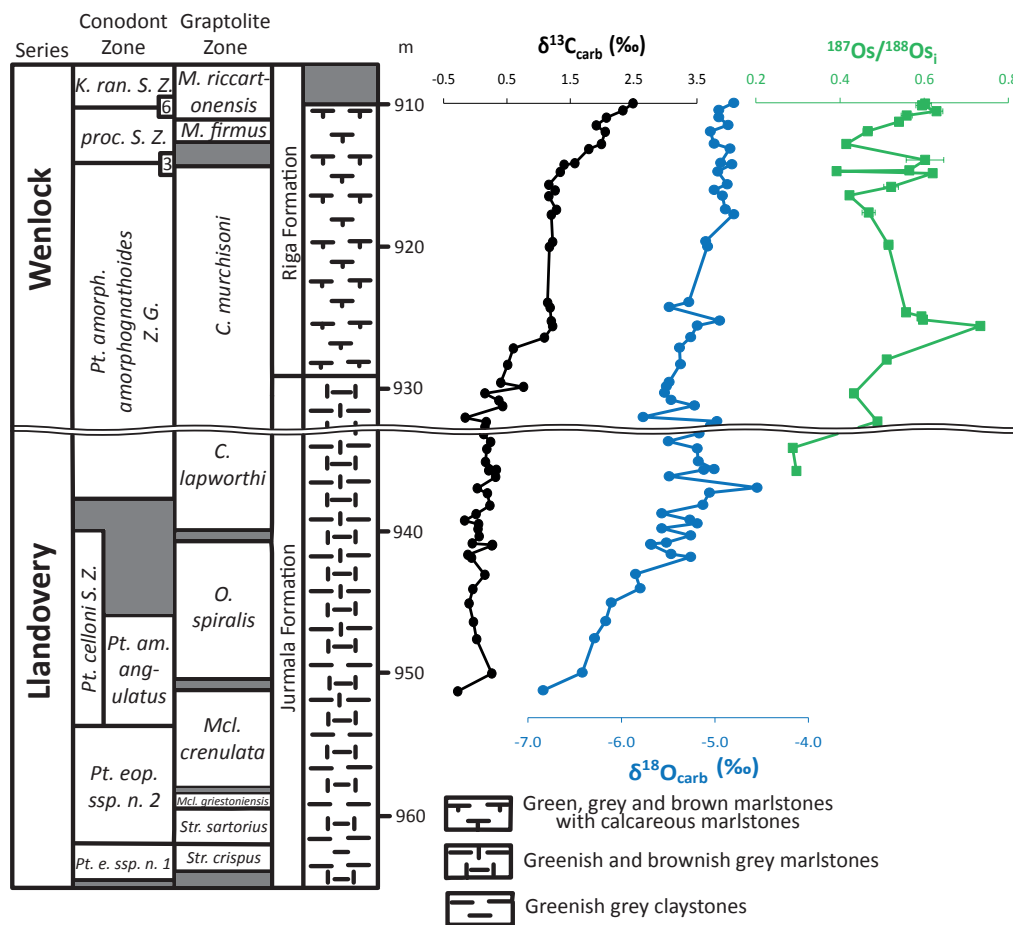 Series
Conodont
Zone
Graptolite
Zone
m
δ13Ccarb (‰)
-0.5 0.5 1.5 2.5 3.5
187Os/188Osi
0.2 0.4 0.6 0.8
Wenlock
Llandovery
K. ran. S. Z.
6
proc. S. Z.
3
Pt. amorph.
amorphognathoides
Z. G.
Pt. celloni S. Z.
Pt. am.
ang-
ulatus
Pt. eop.
ssp. n. 2
Pt. e. ssp. n. 1
M. riccart-
onensis
M. firmus
C. murchisoni
C.
lapworthi
O.
spiralis
Mcl.
crenulata
Mcl. griestoniensis
Str. sartorius
Str. crispus
Riga Formation
Jurmala Formation
910
920
930
940
950
960
-7.0 -6.0 -5.0 -4.0
δ18Ocarb (‰)
Green, grey and brown marlstones
with calcareous marlstones
Greenish and brownish grey marlstones
Greenish grey claystones